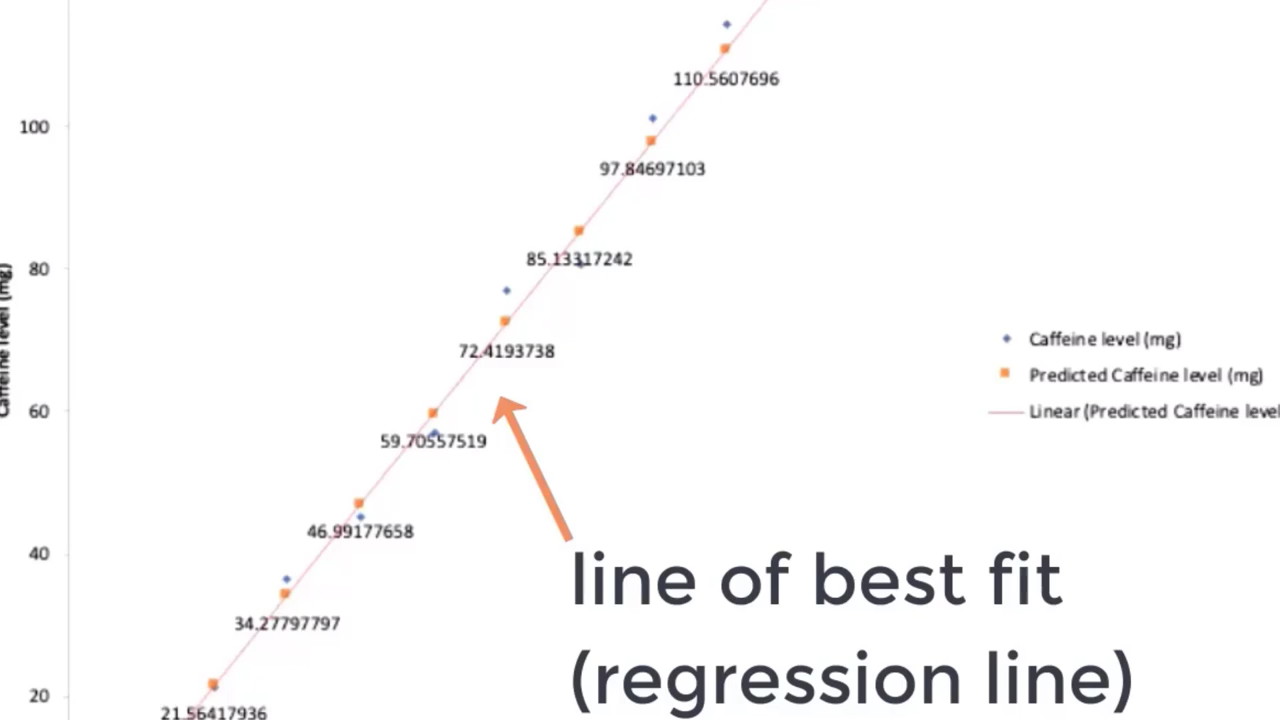 110.5607696
100
97.84697103
85.13317242
80
Caffeine level (mg)
72.4193738
Caffeine level (mg)
Predicted Caffeine level (mg)
Linear (Predicted Caffeine level
60
59.70557519
46.99177658
40
line of best fit
34.27797797
(regression line)
20
21.56417936